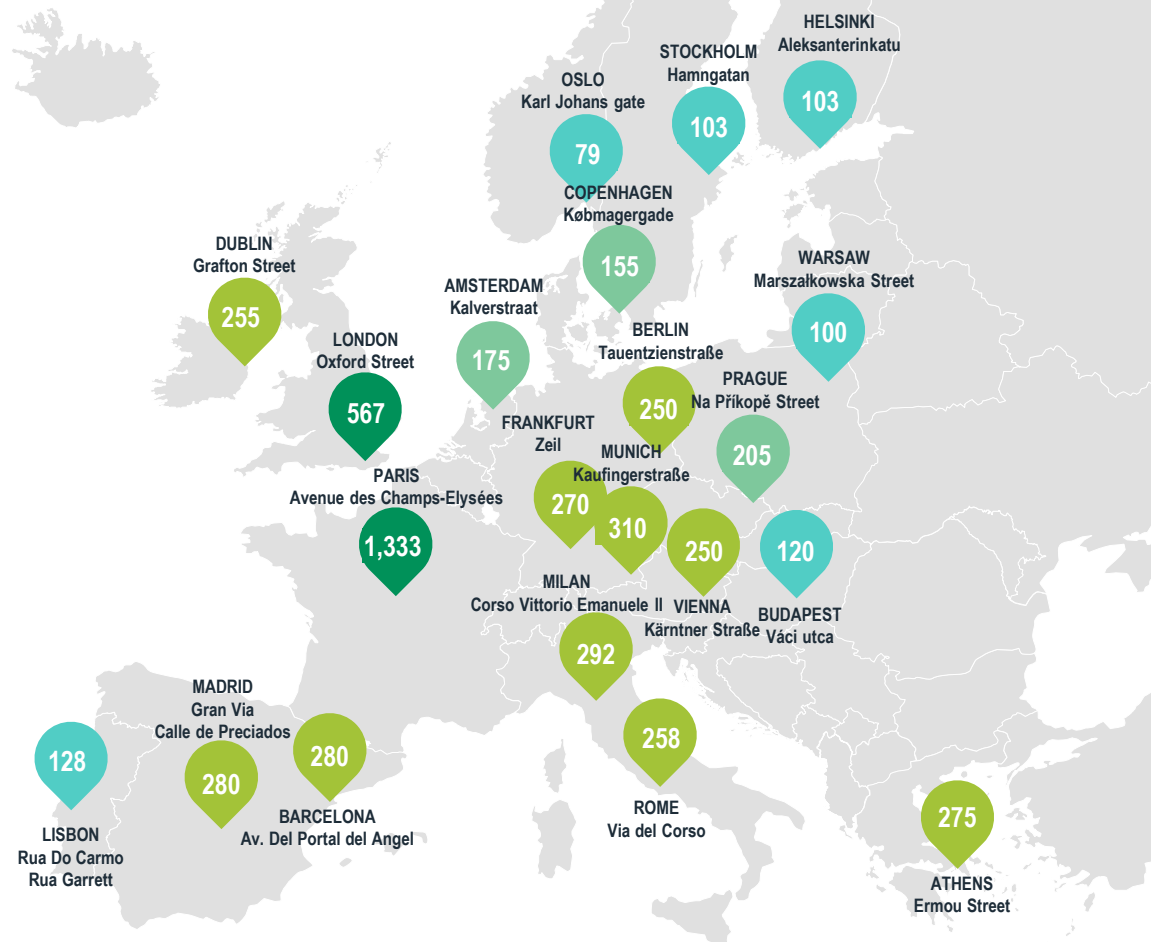 HELSINKI
Aleksanterinkatu
103
STOCKHOLM
Hamngatan
103
OSLO
Karl Johans gate
79
COPENHAGEN
Købmagergade
155
DUBLIN
Grafton Street
255
AMSTERDAM
Kalverstraat
175
WARSAW
Marszałkowska Street
100
LONDON
Oxford Street
567
BERLIN
Tauentzienstraße
250
PRAGUE
Na Příkopě Street
205
FRANKFURT
Zeil
270
MUNICH
Kaufingerstraße
310
PARIS
Avenue des Champs-Elysées
1,333
250
VIENNA
Kärntner Straße
120
BUDAPEST
Váci utca
MILAN
Corso Vittorio Emanuele II
292
MADRID
Gran Via
Calle de Preciados
280
280
BARCELONA
Av. Del Portal del Angel
128
LISBON
Rua Do Carmo
Rua Garrett
258
ROME
Via del Corso
275
ATHENS
Ermou Street